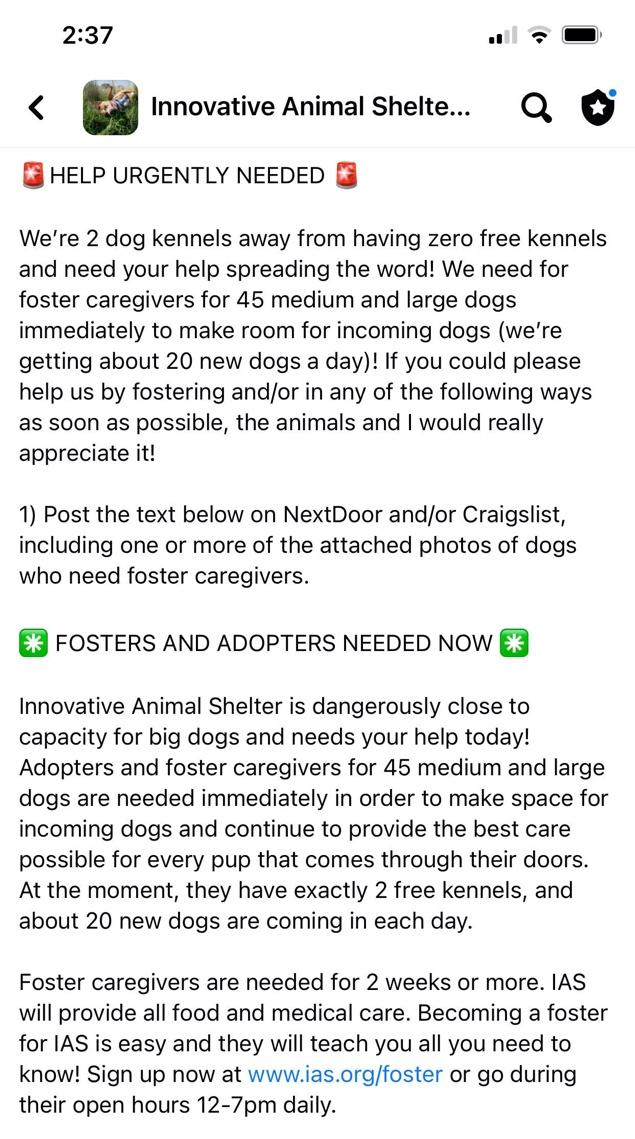 2:37
Innovative Animal Shelte...
🚨 HELP URGENTLY NEEDED 🚨
We’re 2 dog kennels away from having zero free kennels
and need your help spreading the word! We need for
foster caregivers for 45 medium and large dogs
immediately to make room for incoming dogs (we’re
getting about 20 new dogs a day)! If you could please
help us by fostering and/or in any of the following ways
as soon as possible, the animals and I would really
appreciate it!
1) Post the text below on NextDoor and/or Craigslist,
including one or more of the attached photos of dogs
who need foster caregivers.
✳️ FOSTERS AND ADOPTERS NEEDED NOW ✳️
Innovative Animal Shelter is dangerously close to
capacity for big dogs and needs your help today!
Adopters and foster caregivers for 45 medium and large
dogs are needed immediately in order to make space for
incoming dogs and continue to provide the best care
possible for every pup that comes through their doors.
At the moment, they have exactly 2 free kennels, and
about 20 new dogs are coming in each day.
Foster caregivers are needed for 2 weeks or more. IAS
will provide all food and medical care. Becoming a foster
for IAS is easy and they will teach you all you need to
know! Sign up now at www.ias.org/foster or go during
their open hours 12-7pm daily.